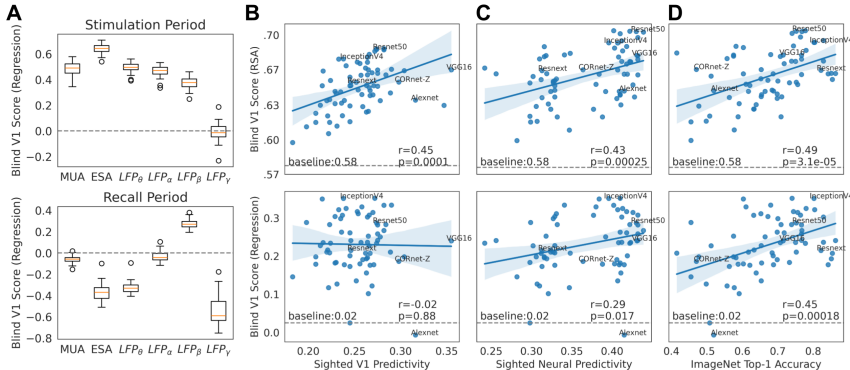 A
Stimulation Period
Blind V1 Score (Regression)
0.6
0.4
0.2
0.0
−0.2
MUA ESA LFPθ LFPα LFPβ LFPγ
Recall Period
Blind V1 Score (Regression)
0.4
0.2
0.0
−0.2
−0.4
−0.6
−0.8
MUA ESA LFPθ LFPα LFPβ LFPγ
B
Blind V1 Score (RSA)
.70
.67
.63
.60
.57
Resnet50
InceptionV4
VGG16
Resnext
CORnet-Z
Alexnet
r=0.45
baseline:0.58
p=0.0001
Blind V1 Score (Regression)
0.3
0.2
0.1
0.0
InceptionV4
Resnet50
VGG16
Resnext
CORnet-Z
r=-0.02
baseline:0.02
p=0.88
Alexnet
0.20 0.25 0.30 0.35
Sighted V1 Predicitivity
C
Resnet50
InceptionV4
VGG16
Resnext
CORnet-Z
Alexnet
r=0.43
baseline:0.58
p=0.00025
InceptionV4
Resnet50
VGG16
Resnext
CORnet-Z
r=0.29
baseline:0.02
p=0.017
Alexnet
0.25 0.30 0.35 0.40
Sighted Neural Predicitivity
D
Resnet50
InceptionV4
VGG16
CORnet-Z
Resnext
Alexnet
r=0.49
baseline:0.58
p=3.1e-05
InceptionV4
Resnet50
VGG16
Resnext
CORnet-Z
r=0.45
baseline:0.02
p=0.00018
Alexnet
0.4 0.5 0.6 0.7 0.8
ImageNet Top-1 Accuracy